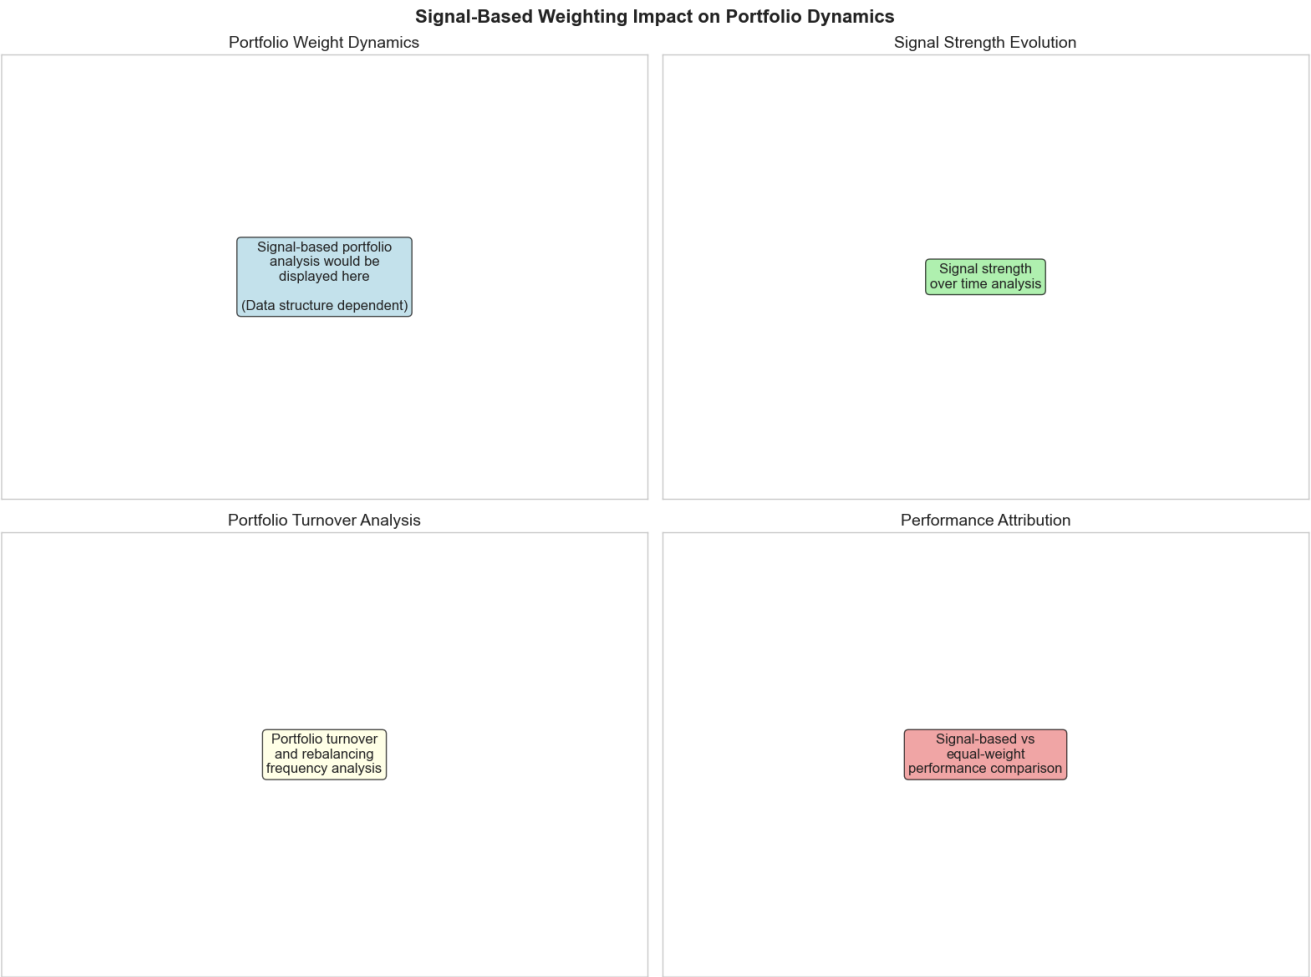 Signal-Based Weighting Impact on Portfolio Dynamics
Portfolio Weight Dynamics
Signal-based portfolio
analysis would be
displayed here
(Data structure dependent)
Signal Strength Evolution
Signal strength
over time analysis
Portfolio Turnover Analysis
Portfolio turnover
and rebalancing
frequency analysis
Performance Attribution
Signal-based vs
equal-weight
performance comparison